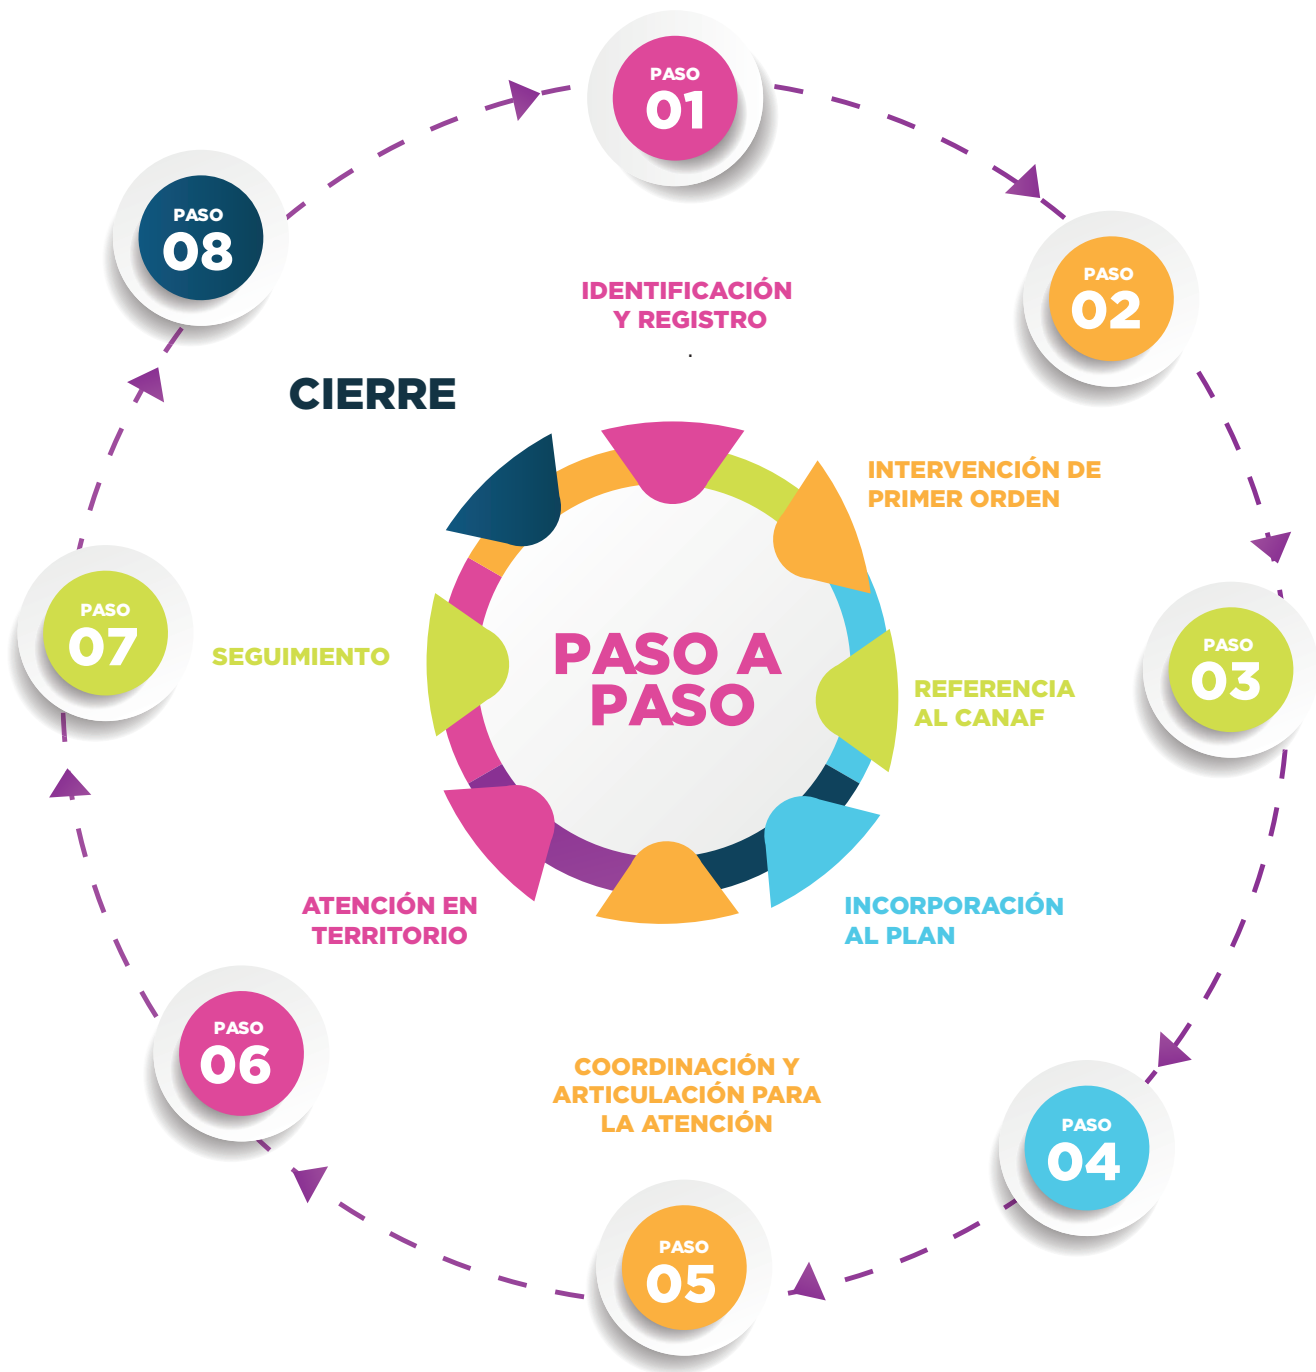 PASO
01
IDENTIFICACIÓN
Y REGISTRO
.
PASO
02
INTERVENCIÓN DE
PRIMER ORDEN
PASO
03
REFERENCIA
AL CANAF
PASO
04
INCORPORACIÓN
AL PLAN
PASO
05
COORDINACIÓN Y
ARTICULACIÓN PARA
LA ATENCIÓN
PASO
06
ATENCIÓN EN
TERRITORIO
PASO
07
SEGUIMIENTO
PASO
08
CIERRE
PASO A
PASO